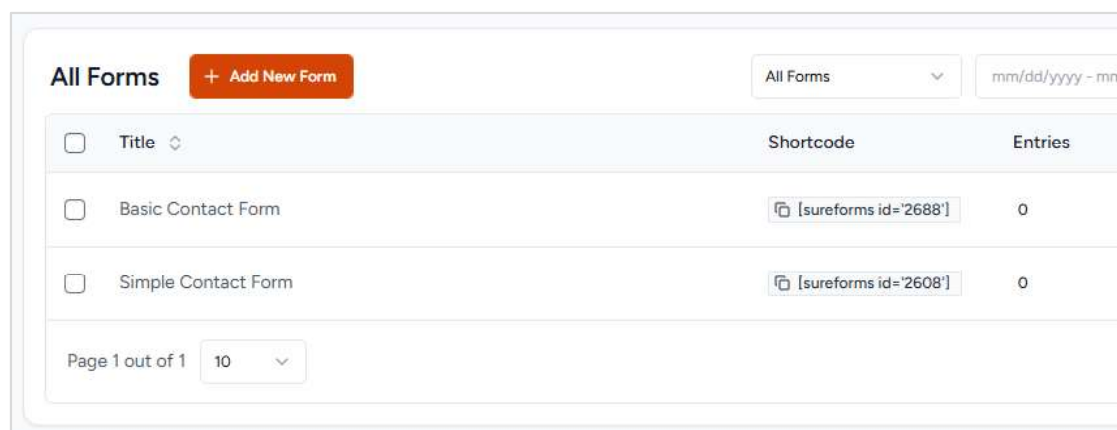 All Forms + Add New Form All Forms mm/dd/yyyy - mm
Title Shortcode Entries
Basic Contact Form [sureforms id='2688'] 0
Simple Contact Form [sureforms id='2608'] 0
Page 1 out of 1 10